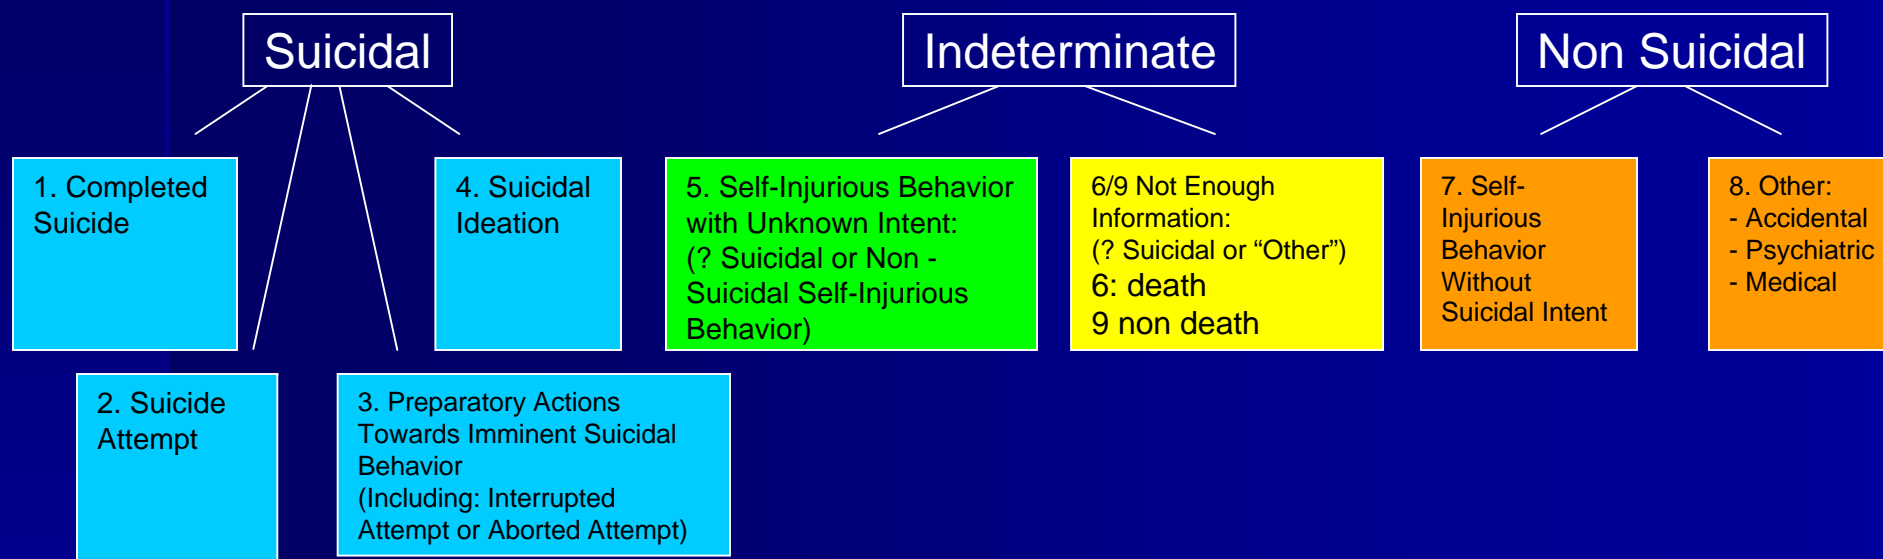 Suicidal
Indeterminate
Non Suicidal
1. Completed
Suicide
4. Suicidal
Ideation
5. Self-Injurious Behavior
with Unknown Intent:
(? Suicidal or Non -
Suicidal Self-Injurious
Behavior)
6/9 Not Enough
Information:
(? Suicidal or “Other”)
6: death
9 non death
7. Self-
Injurious
Behavior
Without
Suicidal Intent
8. Other:
- Accidental
- Psychiatric
- Medical
2. Suicide
Attempt
3. Preparatory Actions
Towards Imminent Suicidal
Behavior
(Including: Interrupted
Attempt or Aborted Attempt)